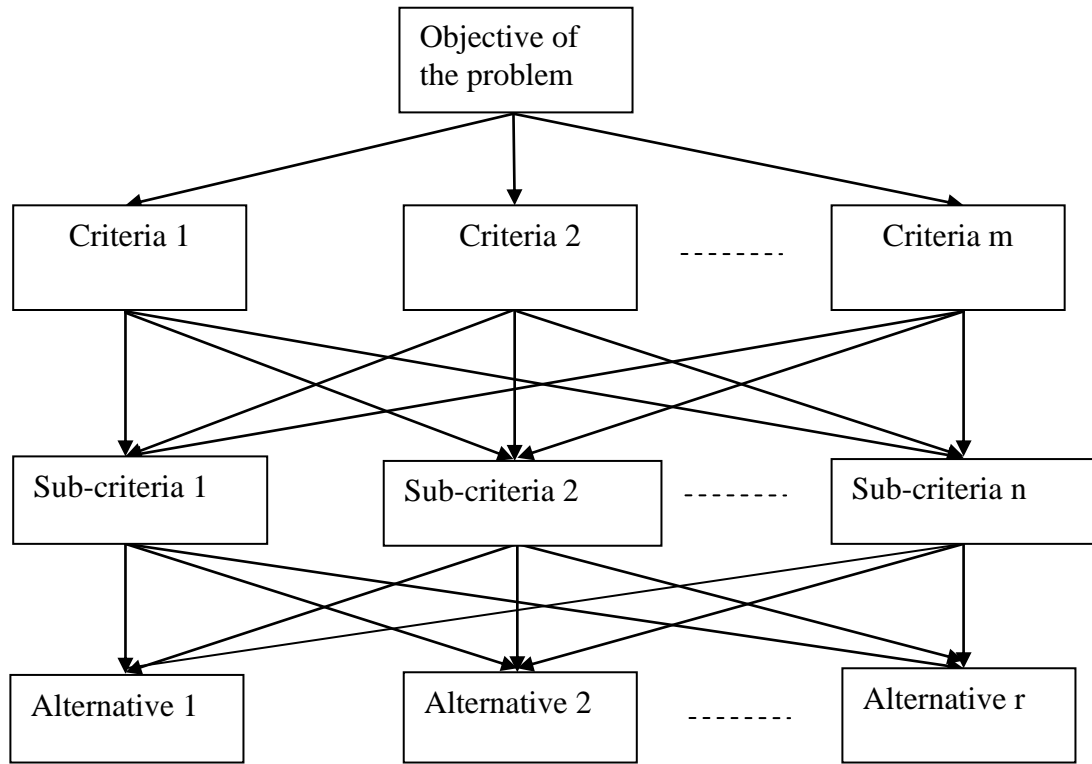 Objective of
the problem
Criteria 1
Criteria 2
Criteria m
Sub-criteria 1
Sub-criteria 2
Sub-criteria n
Alternative 1
Alternative 2
Alternative r